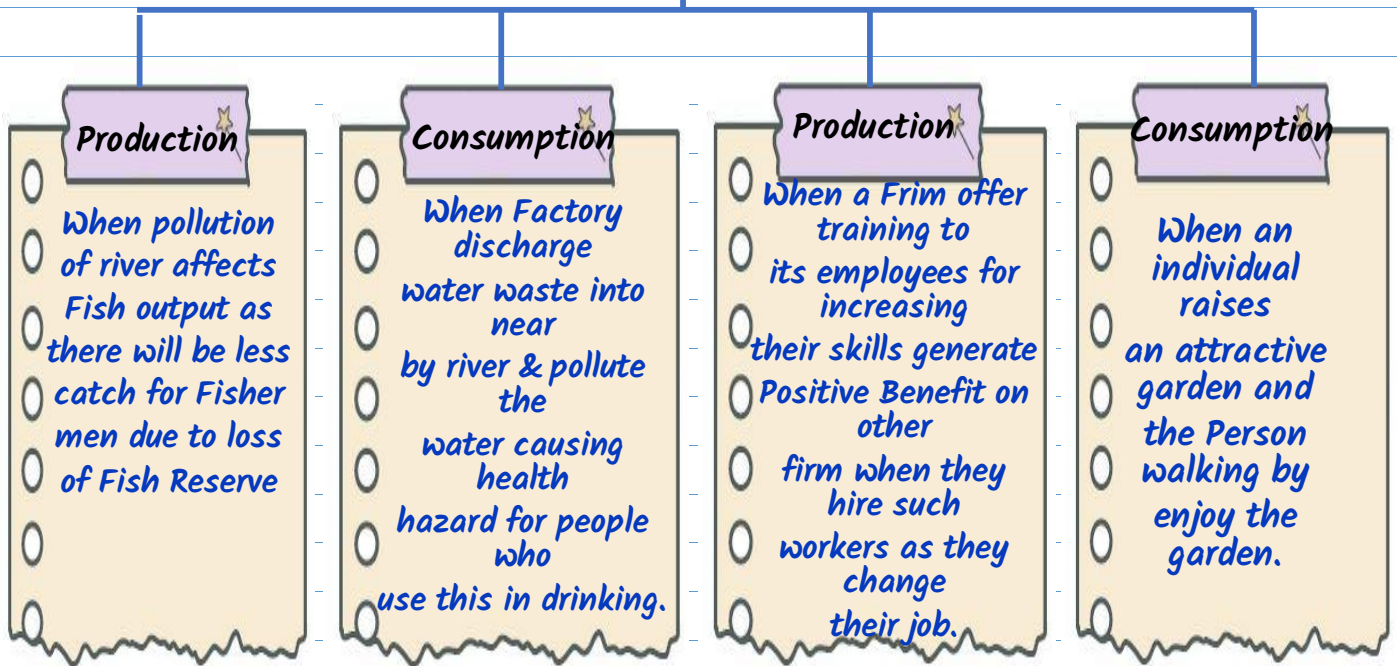 Production
When pollution
of river affects
Fish output as
there will be less
catch for Fisher
men due to loss
of Fish Reserve
Consumption
When Factory
discharge
water waste into
near
by river & pollute
the
water causing
health
hazard for people
who
use this in drinking.
Production
When a Frim offer
training to
its employees for
increasing
their skills generate
Positive Benefit on
other
firm when they
hire such
workers as they
change
their job.
Consumption
When an
individual
raises
an attractive
garden and
the Person
walking by
enjoy the
garden.